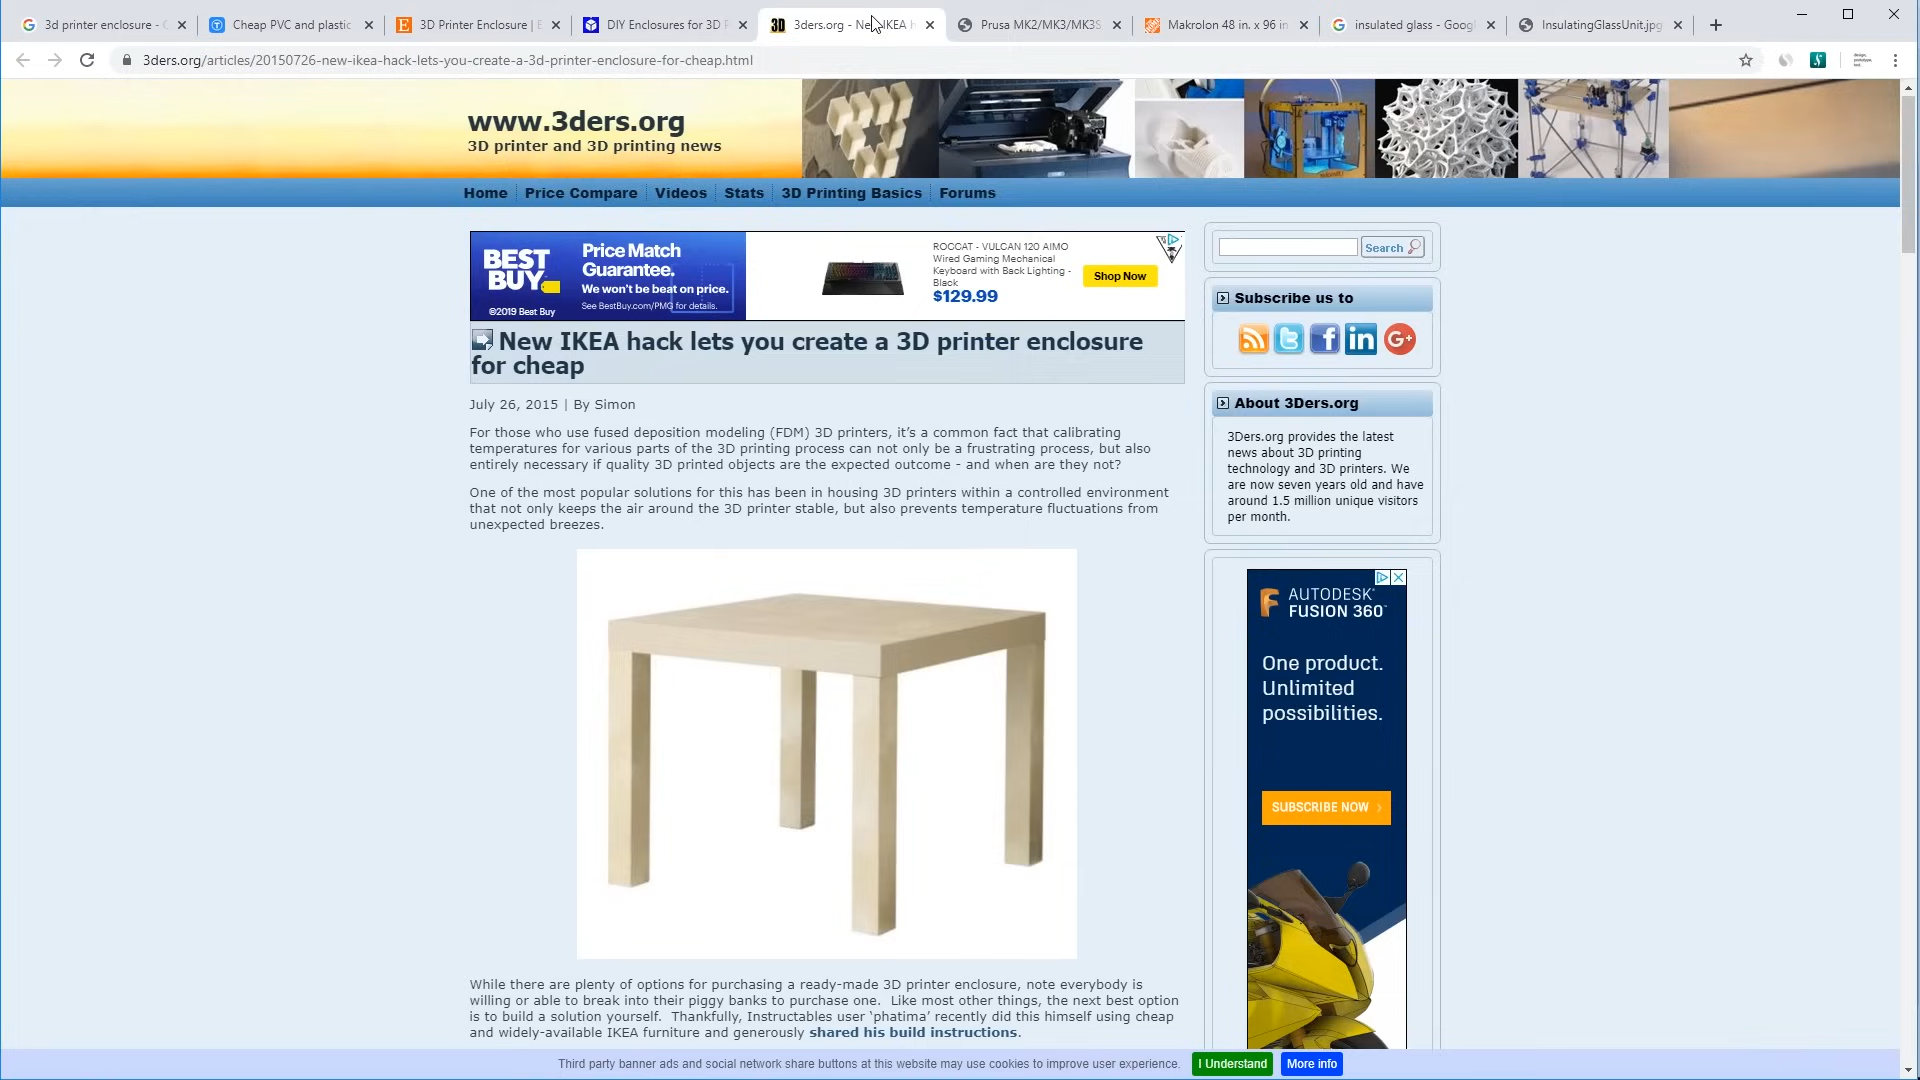 3d printer enclosure - G
Cheap PVC and plastic
3D Printer Enclosure | E
DIY Enclosures for 3D P
3ders.org - New IKEA h
Prusa MK2/MK3/MK3S
Makrolon 48 in. x 96 in
insulated glass - Googl
InsulatingGlassUnit.jpg
3ders.org/articles/20150726-new-ikea-hack-lets-you-create-a-3d-printer-enclosure-for-cheap.html
www.3ders.org
3D printer and 3D printing news
Home Price Compare Videos Stats 3D Printing Basics Forums
BEST BUY
Price Match
Guarantee.
We won't be beat on price.
See BestBuy.com/PMG for details.
©2019 Best Buy
ROCCAT - VULCAN 120 AIMO
Wired Gaming Mechanical
Keyboard with Back Lighting -
Black
$129.99
Shop Now
Search
Subscribe us to
New IKEA hack lets you create a 3D printer enclosure
for cheap
July 26, 2015 | By Simon
For those who use fused deposition modeling (FDM) 3D printers, it's a common fact that calibrating
temperatures for various parts of the 3D printing process can not only be a frustrating process, but also
entirely necessary if quality 3D printed objects are the expected outcome - and when are they not?
One of the most popular solutions for this has been in housing 3D printers within a controlled environment
that not only keeps the air around the 3D printer stable, but also prevents temperature fluctuations from
unexpected breezes.
About 3Ders.org
3Ders.org provides the latest
news about 3D printing
technology and 3D printers. We
are now seven years old and have
around 1.5 million unique visitors
per month.
AUTODESK®
FUSION 360™
One product.
Unlimited
possibilities.
SUBSCRIBE NOW >
While there are plenty of options for purchasing a ready-made 3D printer enclosure, note everybody is
willing or able to break into their piggy banks to purchase one. Like most other things, the next best option
is to build a solution yourself. Thankfully, Instructables user 'phatima' recently did this himself using cheap
and widely-available IKEA furniture and generously shared his build instructions.
Third party banner ads and social network share buttons at this website may use cookies to improve user experience. I Understand More info